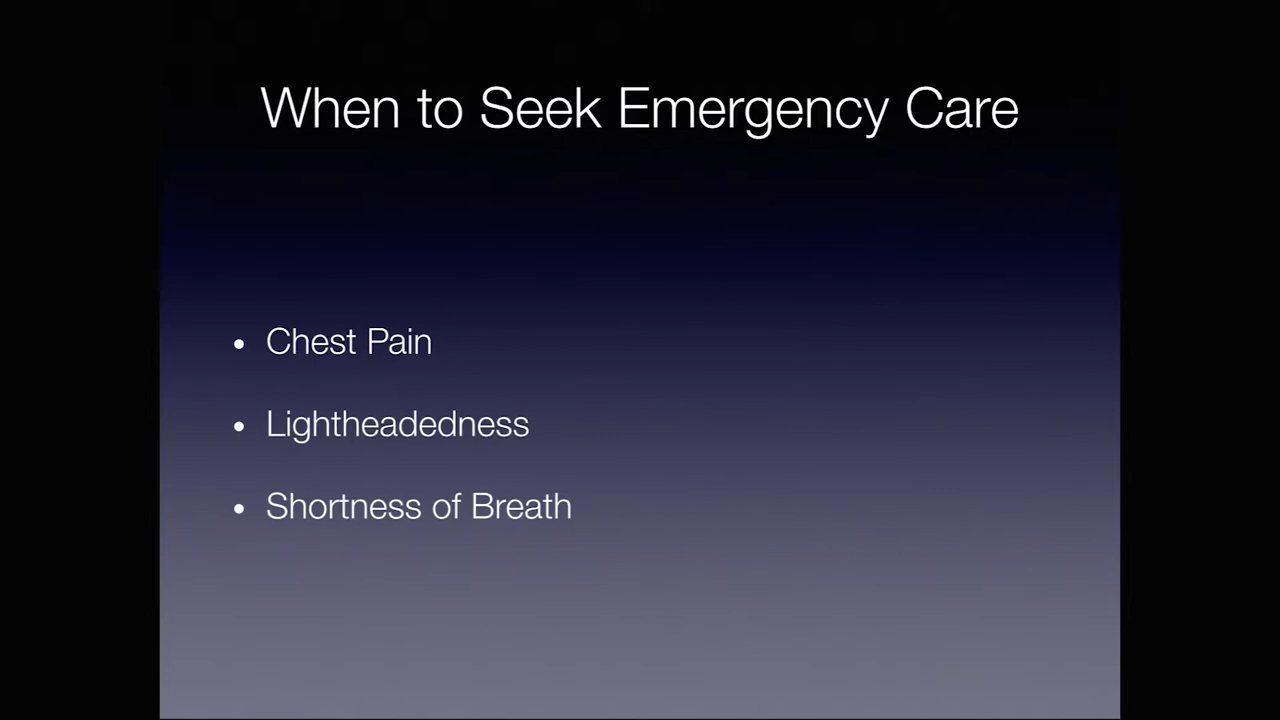 When to Seek Emergency Care
• Chest Pain
• Lightheadedness
• Shortness of Breath